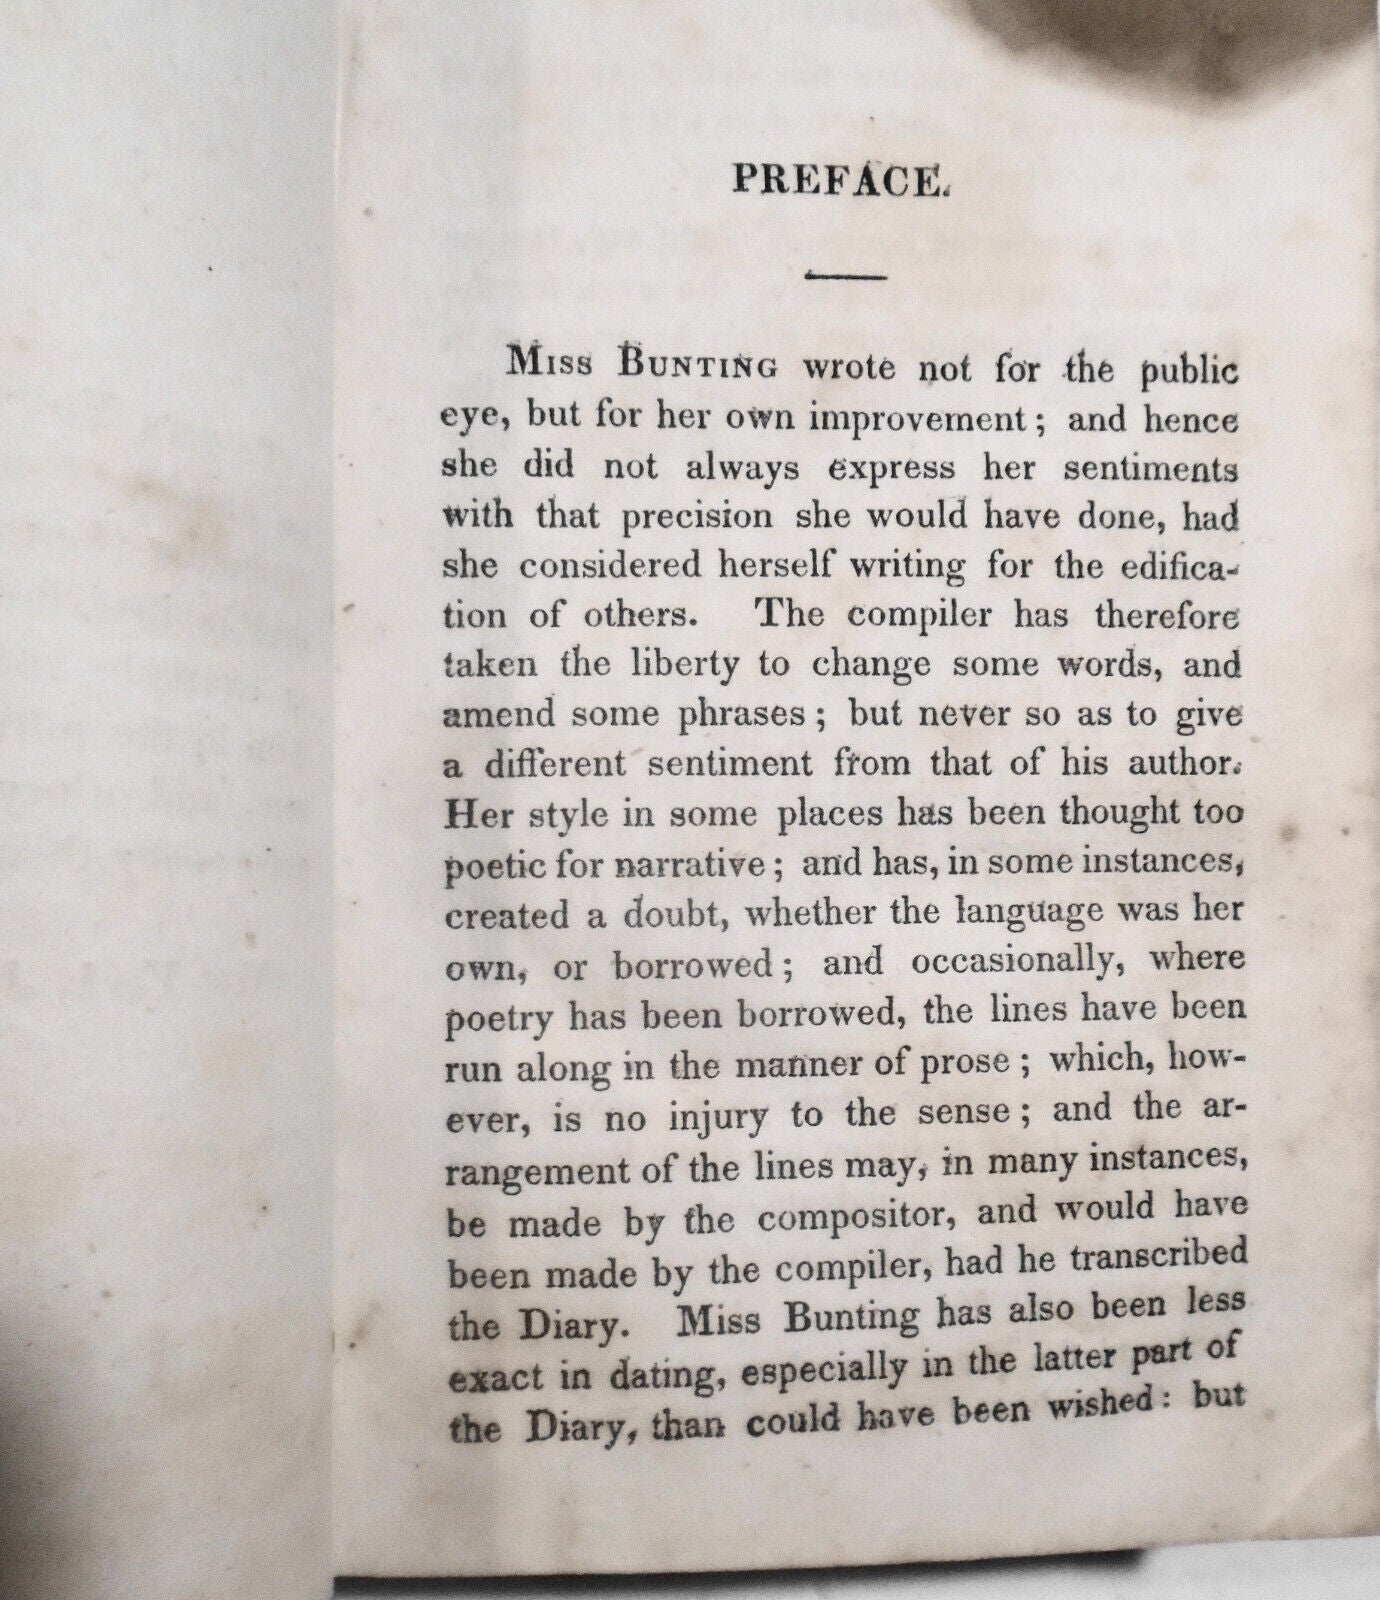 PREFACE.
MISS BUNTING wrote not for the public
eye, but for her own improvement; and hence
she did not always express her sentiments
with that precision she would have done, had
she considered herself writing for the edifica-
tion of others. The compiler has therefore
taken the liberty to change some words, and
amend some phrases; but never so as to give
a different sentiment from that of his author.
Her style in some places has been thought too
poetic for narrative; and has, in some instances,
created a doubt, whether the language was her
own, or borrowed; and occasionally, where
poetry has been borrowed, the lines have been
run along in the manner of prose; which, how-
ever, is no injury to the sense; and the ar-
rangement of the lines may, in many instances,
be made by the compositor, and would have
been made by the compiler, had he transcribed
the Diary. Miss Bunting has also been less
exact in dating, especially in the latter part of
the Diary, than could have been wished: but